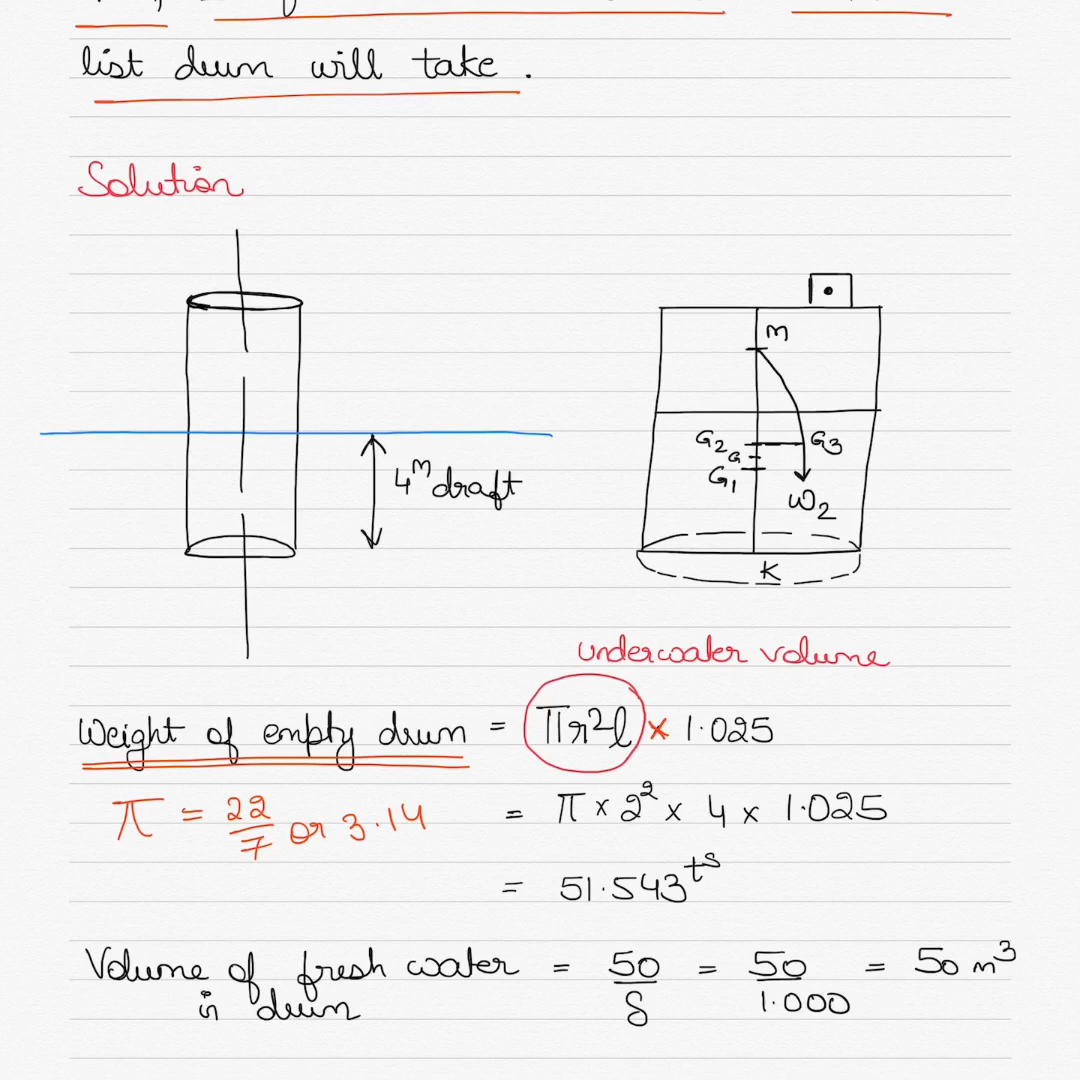 list drum will take .
Solution
M
4ᵐ draft
G₂ G G₃
G₁
W₂
K
underwater volume
Weight of empty drum = πr²l × 1.025
π = 22/7 or 3.14
= π × 2² × 4 × 1.025
= 51.543ᵗˢ
Volume of fresh water in drum = 50/δ = 50/1.000 = 50 m³